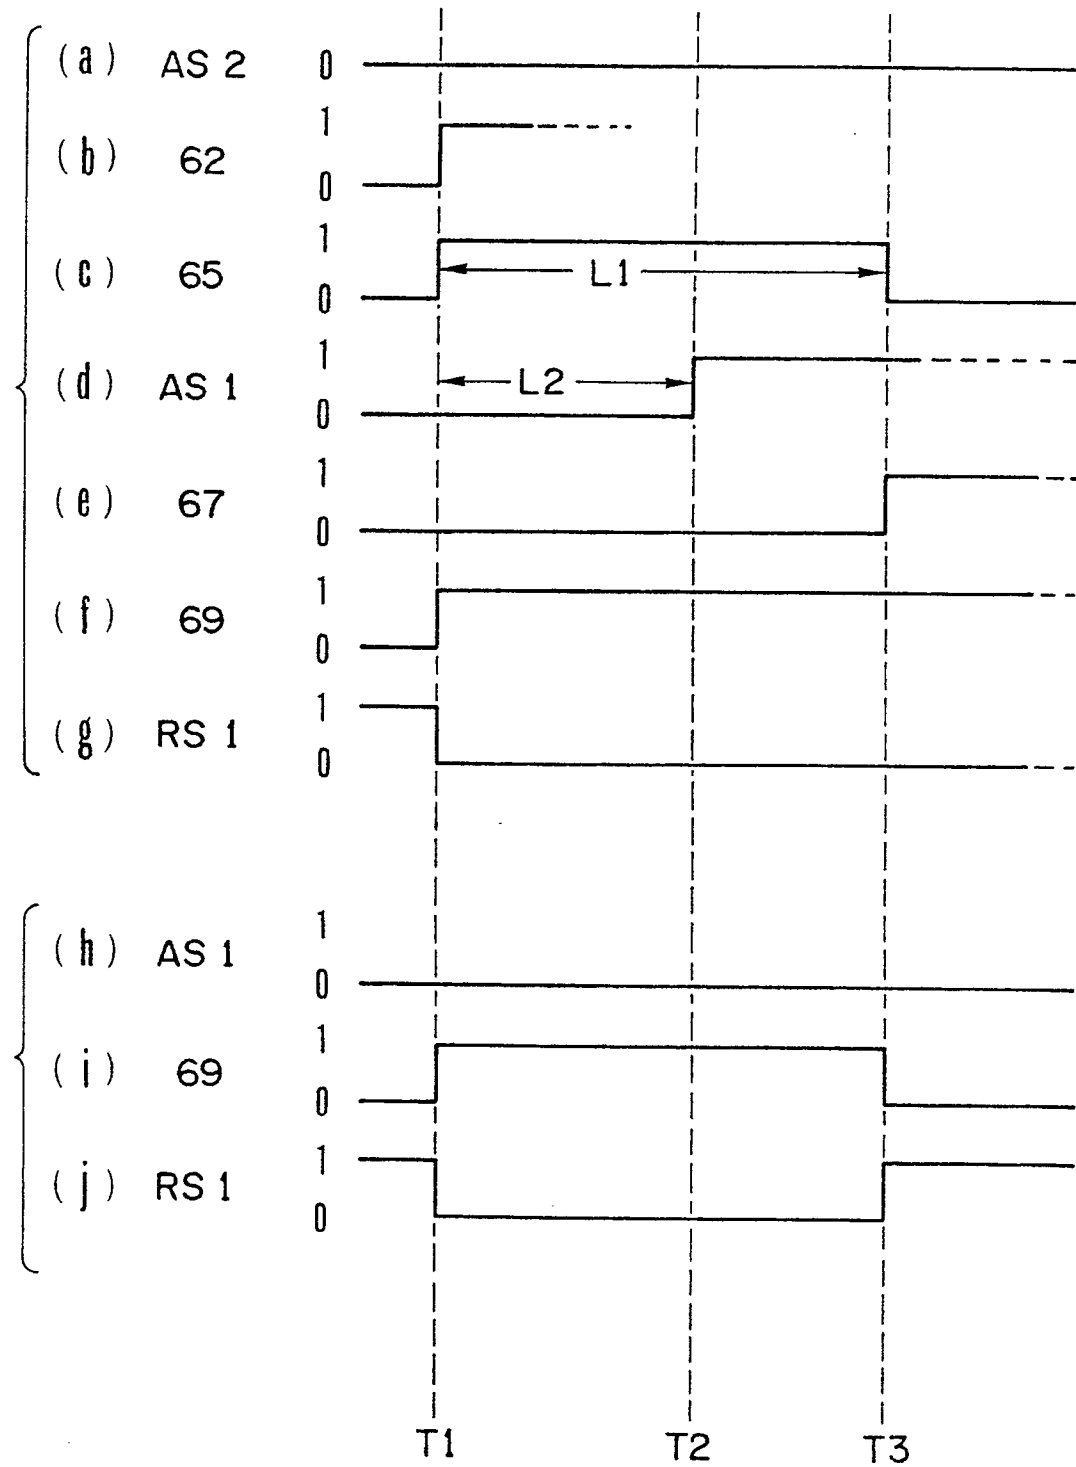 (a) AS 2 0
(b) 62 1 0
(c) 65 1 0 L1
(d) AS 1 1 0 L2
(e) 67 1 0
(f) 69 1 0
(g) RS 1 1 0
(h) AS 1 1 0
(i) 69 1 0
(j) RS 1 1 0
T1 T2 T3